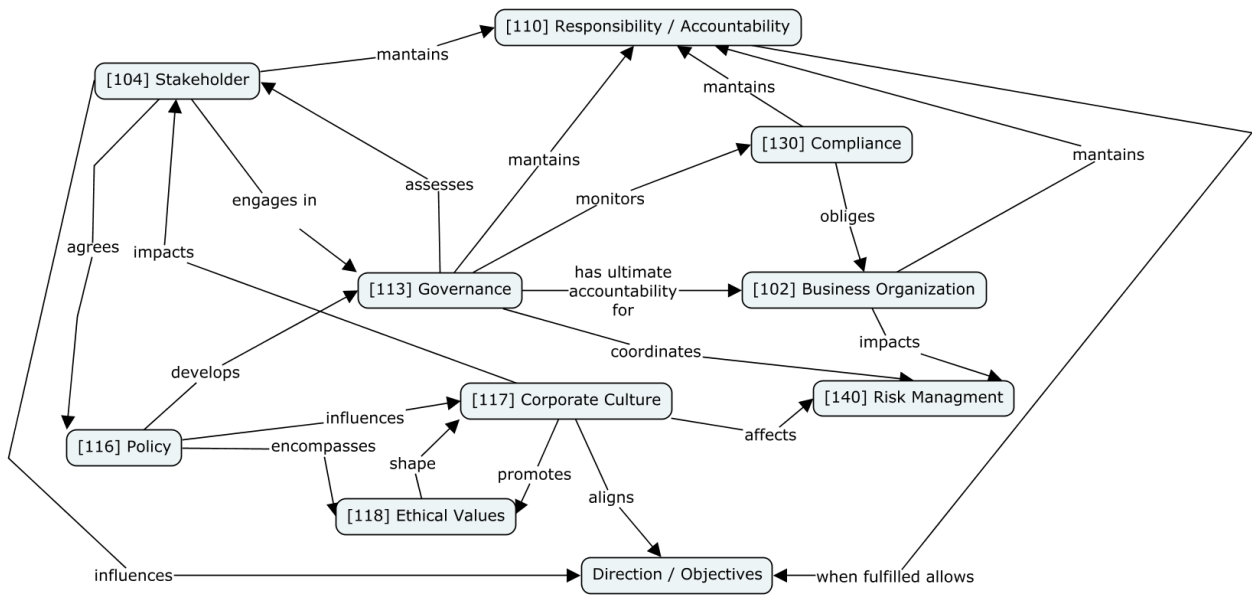 [110] Responsibility / Accountability
mantains
[104] Stakeholder
mantains
[130] Compliance
mantains
mantains
assesses
engages in
monitors
obliges
agrees
impacts
has ultimate
accountability
for
[113] Governance
[102] Business Organization
coordinates
impacts
develops
[117] Corporate Culture
[140] Risk Managment
influences
affects
[116] Policy
encompasses
shape
promotes
aligns
[118] Ethical Values
influences
Direction / Objectives
when fulfilled allows